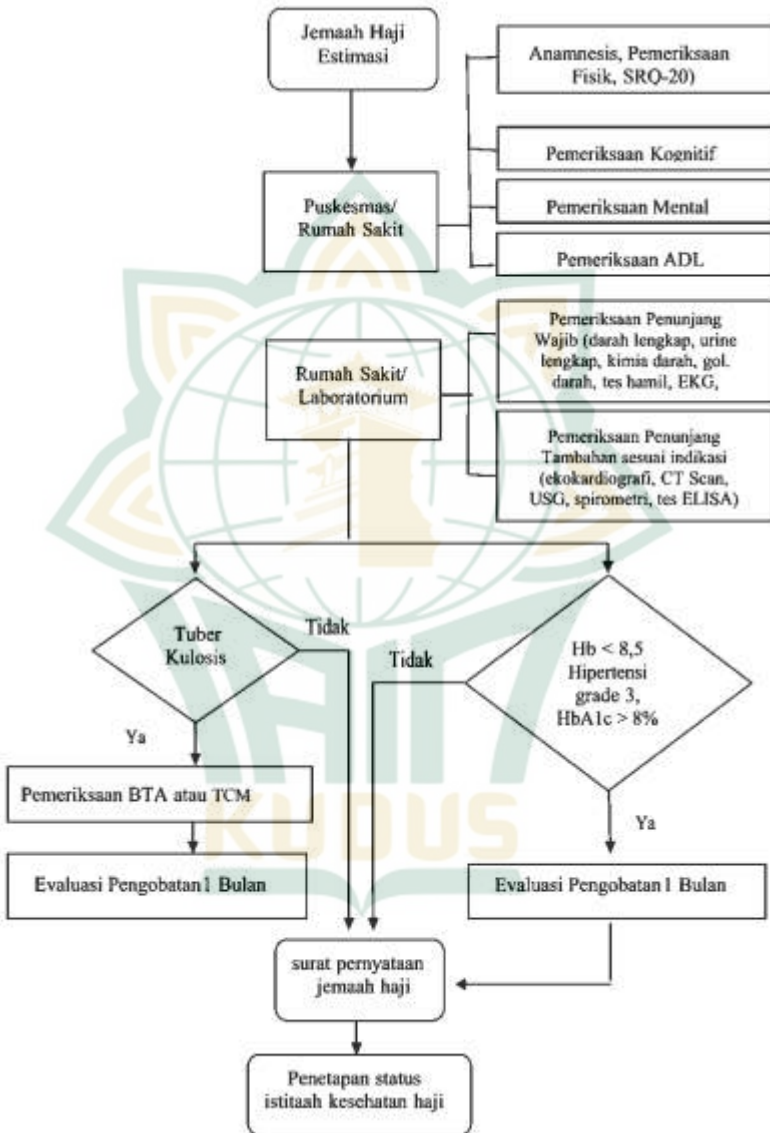 Jemaah Haji
Estimasi
Anamnesis, Pemeriksaan
Fisik, SRQ-20)
Pemeriksaan Kognitif
Puskesmas/
Rumah Sakit
Pemeriksaan Mental
Pemeriksaan ADL
Pemeriksaan Penunjang
Wajib (darah lengkap, urine
lengkap, kimia darah, gol.
darah, tes hamil, EKG,
Rumah Sakit/
Laboratorium
Pemeriksaan Penunjang
Tambahan sesuai indikasi
(ekokardiografi, CT Scan,
USG, spirometri, tes ELISA)
Tuber
Kulosis
Tidak
Tidak
Hb < 8,5
Hipertensi
grade 3,
HbA1c > 8%
Ya
Pemeriksaan BTA atau TCM
Ya
Evaluasi Pengobatan1 Bulan
Evaluasi Pengobatan1 Bulan
surat pernyataan
jemaah haji
Penetapan status
istitaah kesehatan haji
IAIN
KUDUS